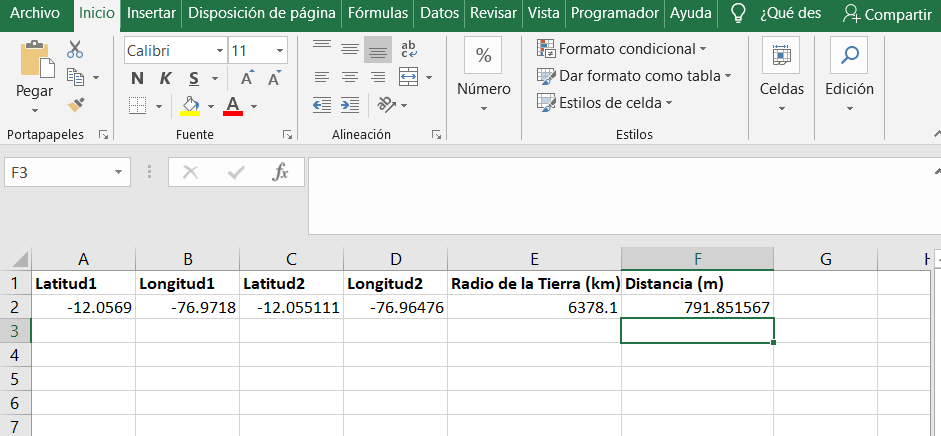 Archivo Inicio Insertar Disposición de página Fórmulas Datos Revisar Vista Programador Ayuda ¿Qué des Compartir
Pegar
Portapapeles
Calibri 11
N K S A A
A
Fuente
ab
c
Alineación
%
Número
Formato condicional
Dar formato como tabla
Estilos de celda
Estilos
Celdas
Edición
F3 fx
A B C D E F G H
1 Latitud1 Longitud1 Latitud2 Longitud2 Radio de la Tierra (km) Distancia (m)
2 -12.0569 -76.9718 -12.055111 -76.96476 6378.1 791.851567
3
4
5
6
7